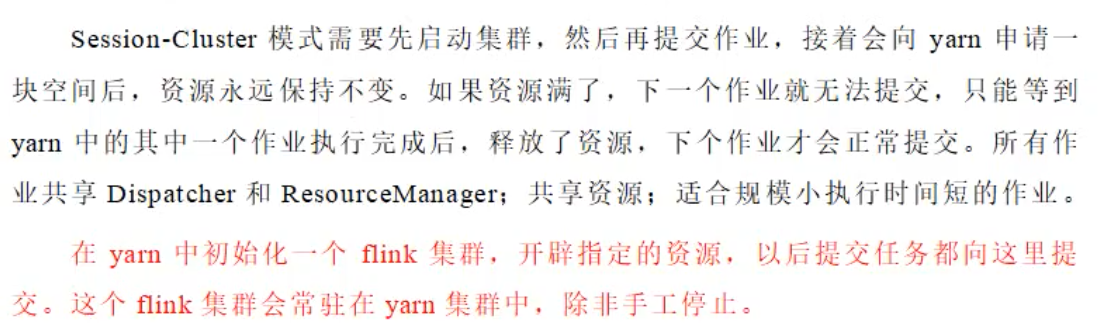 Session-Cluster 模式需要先启动集群，然后再提交作业，接着会向 yarn 申请一
块空间后，资源永远保持不变。如果资源满了，下一个作业就无法提交，只能等到
yarn 中的其中一个作业执行完成后，释放了资源，下个作业才会正常提交。所有作
业共享 Dispatcher 和 ResourceManager；共享资源；适合规模小执行时间短的作业。
在 yarn 中初始化一个 flink 集群，开辟指定的资源，以后提交任务都向这里提
交。这个 flink 集群会常驻在 yarn 集群中，除非手工停止。